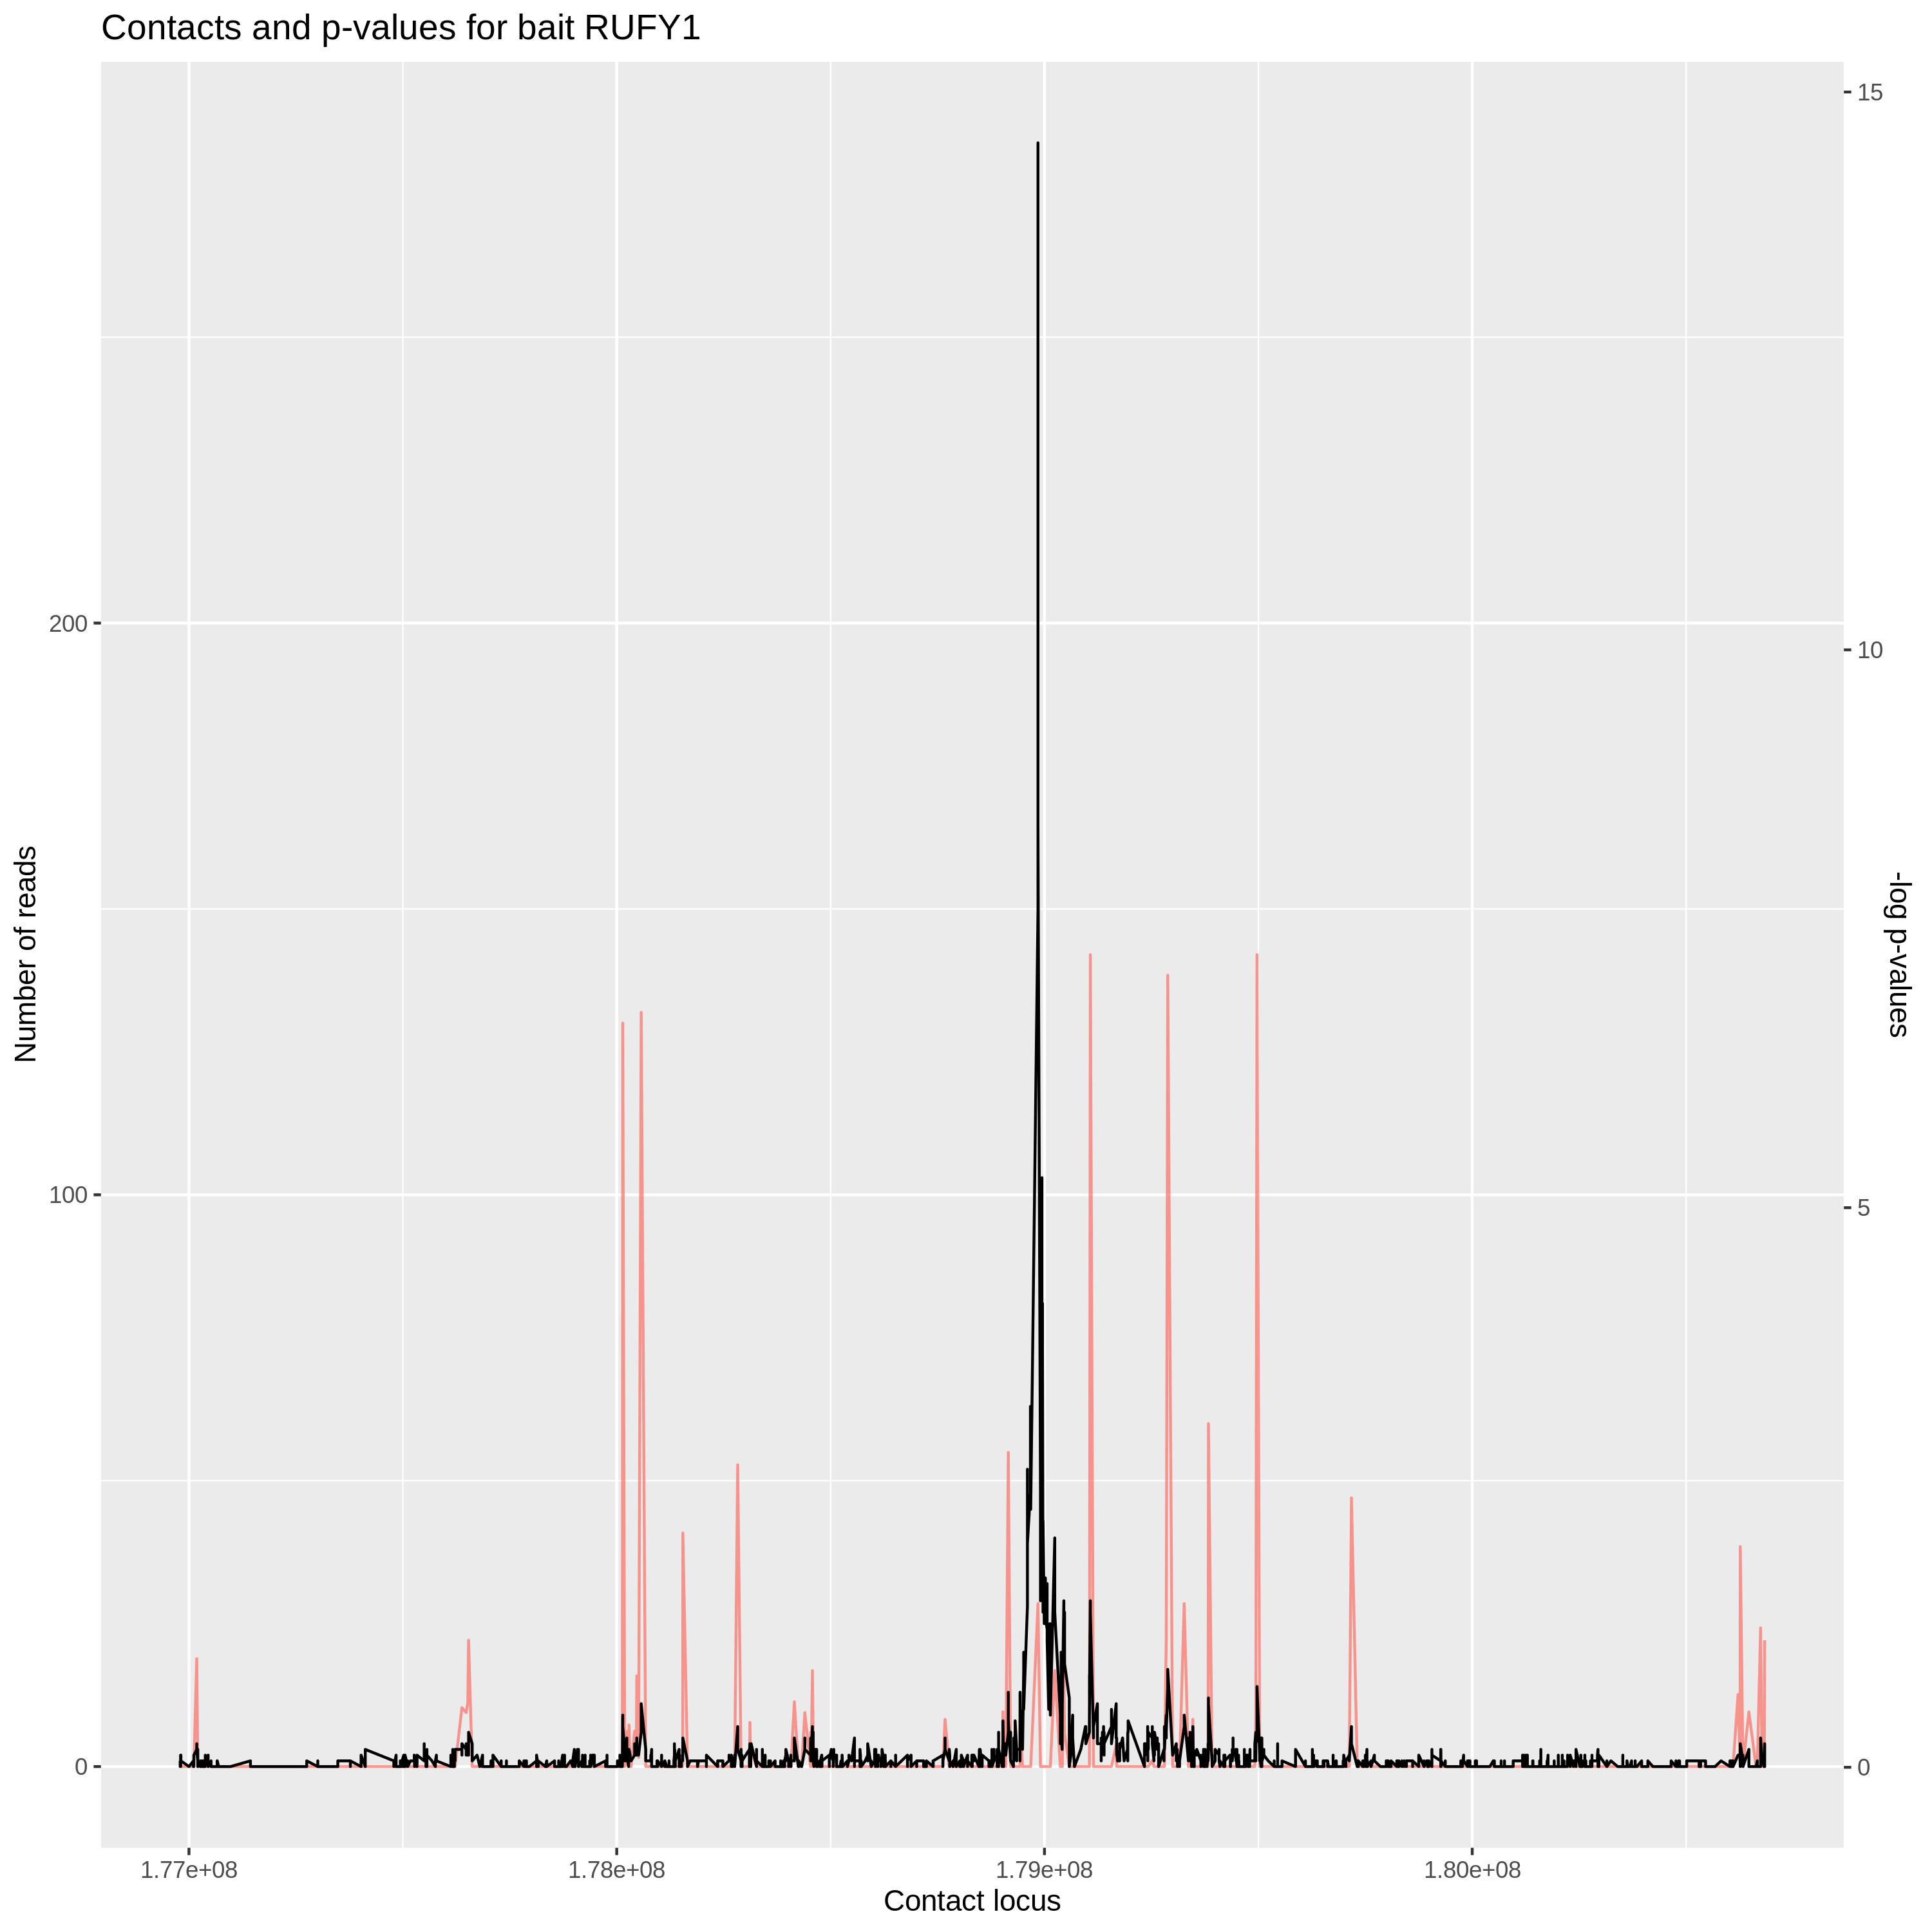 Contacts and p-values for bait RUFY1
15
200
10
Number of reads
-log p-values
100
5
0
0
1.77e+08
1.78e+08
1.79e+08
1.80e+08
Contact locus